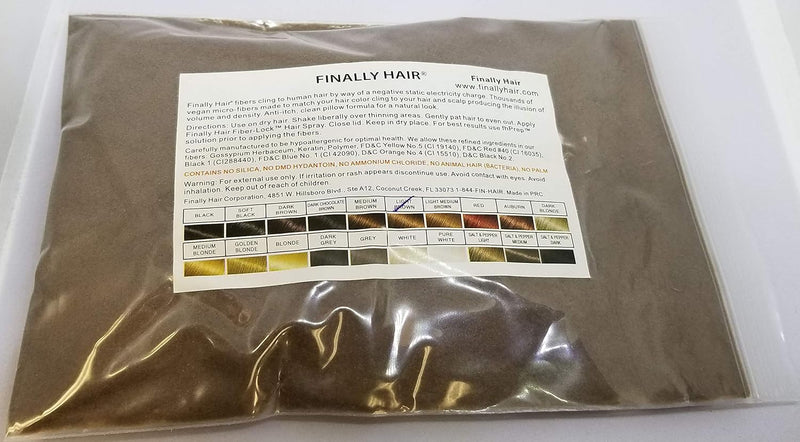 FINALLY HAIR®
Finally Hair
www.finallyhair.com
Finally Hair® fibers cling to human hair by way of a negative static electricity charge. Thousands of
vegan micro-fibers made to match your hair color cling to your hair and scalp producing the illusion of
volume and density. Anti-itch, clean pillow formula for a natural look.
Directions: Use on dry hair. Shake liberally over thinning areas. Gently pat hair to even out. Apply
Finally Hair Fiber-Lock™ Hair Spray. Close lid. Keep in dry place. For best results use thPrep™
solution prior to applying the fibers.
Carefully manufactured to be hypoallergenic for optimal health. We allow these refined ingredients in our
fibers: Gossypium Herbaceum, Keratin, Polymer, FD&C Yellow No.5 (CI 19140), FD&C Red #40 (CI 16035),
Black 1 (CI288440), FD&C Blue No. 1 (CI 42090), D&C Orange No.4 (CI 15510), D&C Black No.2.
CONTAINS NO SILICA, NO DMD HYDANTOIN, NO AMMONIUM CHLORIDE, NO ANIMAL HAIR (BACTERIA), NO PALM
Warning: For external use only. If irritation or rash appears discontinue use. Avoid contact with eyes. Avoid
inhalation. Keep out of reach of children
Finally Hair Corporation, 4851 W. Hillsboro Blvd., Ste A12, Coconut Creek, FL 33073.1-844-FIN-HAIR. Made in PRC
BLACK SOFT BLACK DARK BROWN DARK CHOCOLATE BROWN MEDIUM BROWN LIGHT BROWN LIGHT MEDIUM BROWN RED AUBURN DARK BLONDE
MEDIUM BLONDE GOLDEN BLONDE BLONDE DARK GREY GREY WHITE PURE WHITE SALT & PEPPER LIGHT SALT & PEPPER MEDIUM SALT & PEPPER DARK